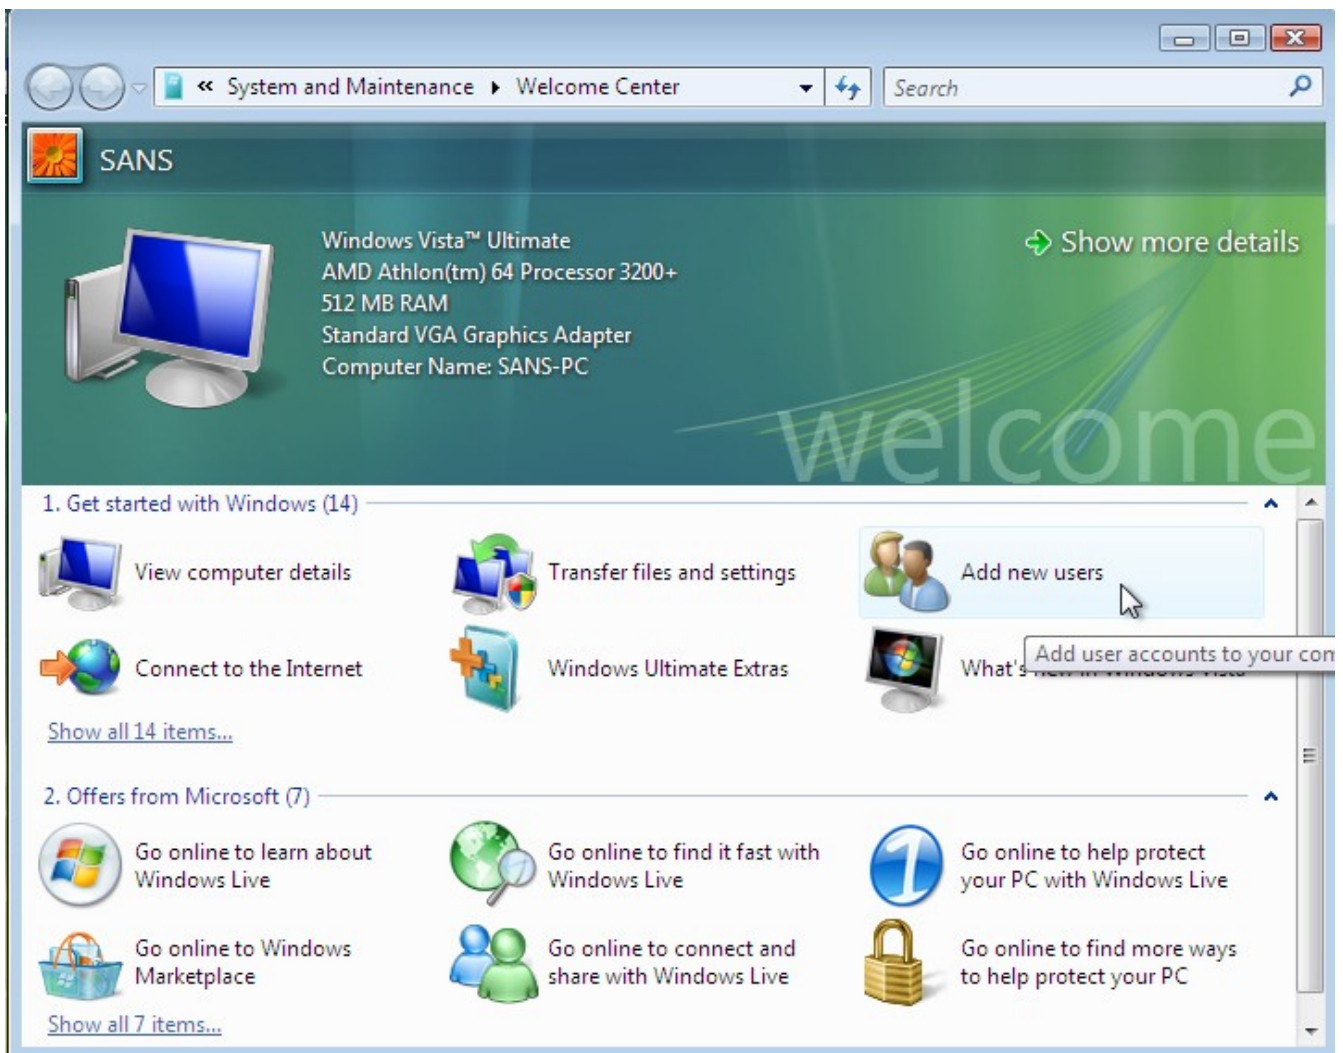 « System and Maintenance ▸ Welcome Center
Search
SANS
Windows Vista™ Ultimate
AMD Athlon(tm) 64 Processor 3200+
512 MB RAM
Standard VGA Graphics Adapter
Computer Name: SANS-PC
Show more details
welcome
1. Get started with Windows (14)
View computer details
Transfer files and settings
Add new users
Connect to the Internet
Windows Ultimate Extras
What's new in Windows Vista
Add user accounts to your com
Show all 14 items...
2. Offers from Microsoft (7)
Go online to learn about
Windows Live
Go online to find it fast with
Windows Live
Go online to help protect
your PC with Windows Live
Go online to Windows
Marketplace
Go online to connect and
share with Windows Live
Go online to find more ways
to help protect your PC
Show all 7 items...